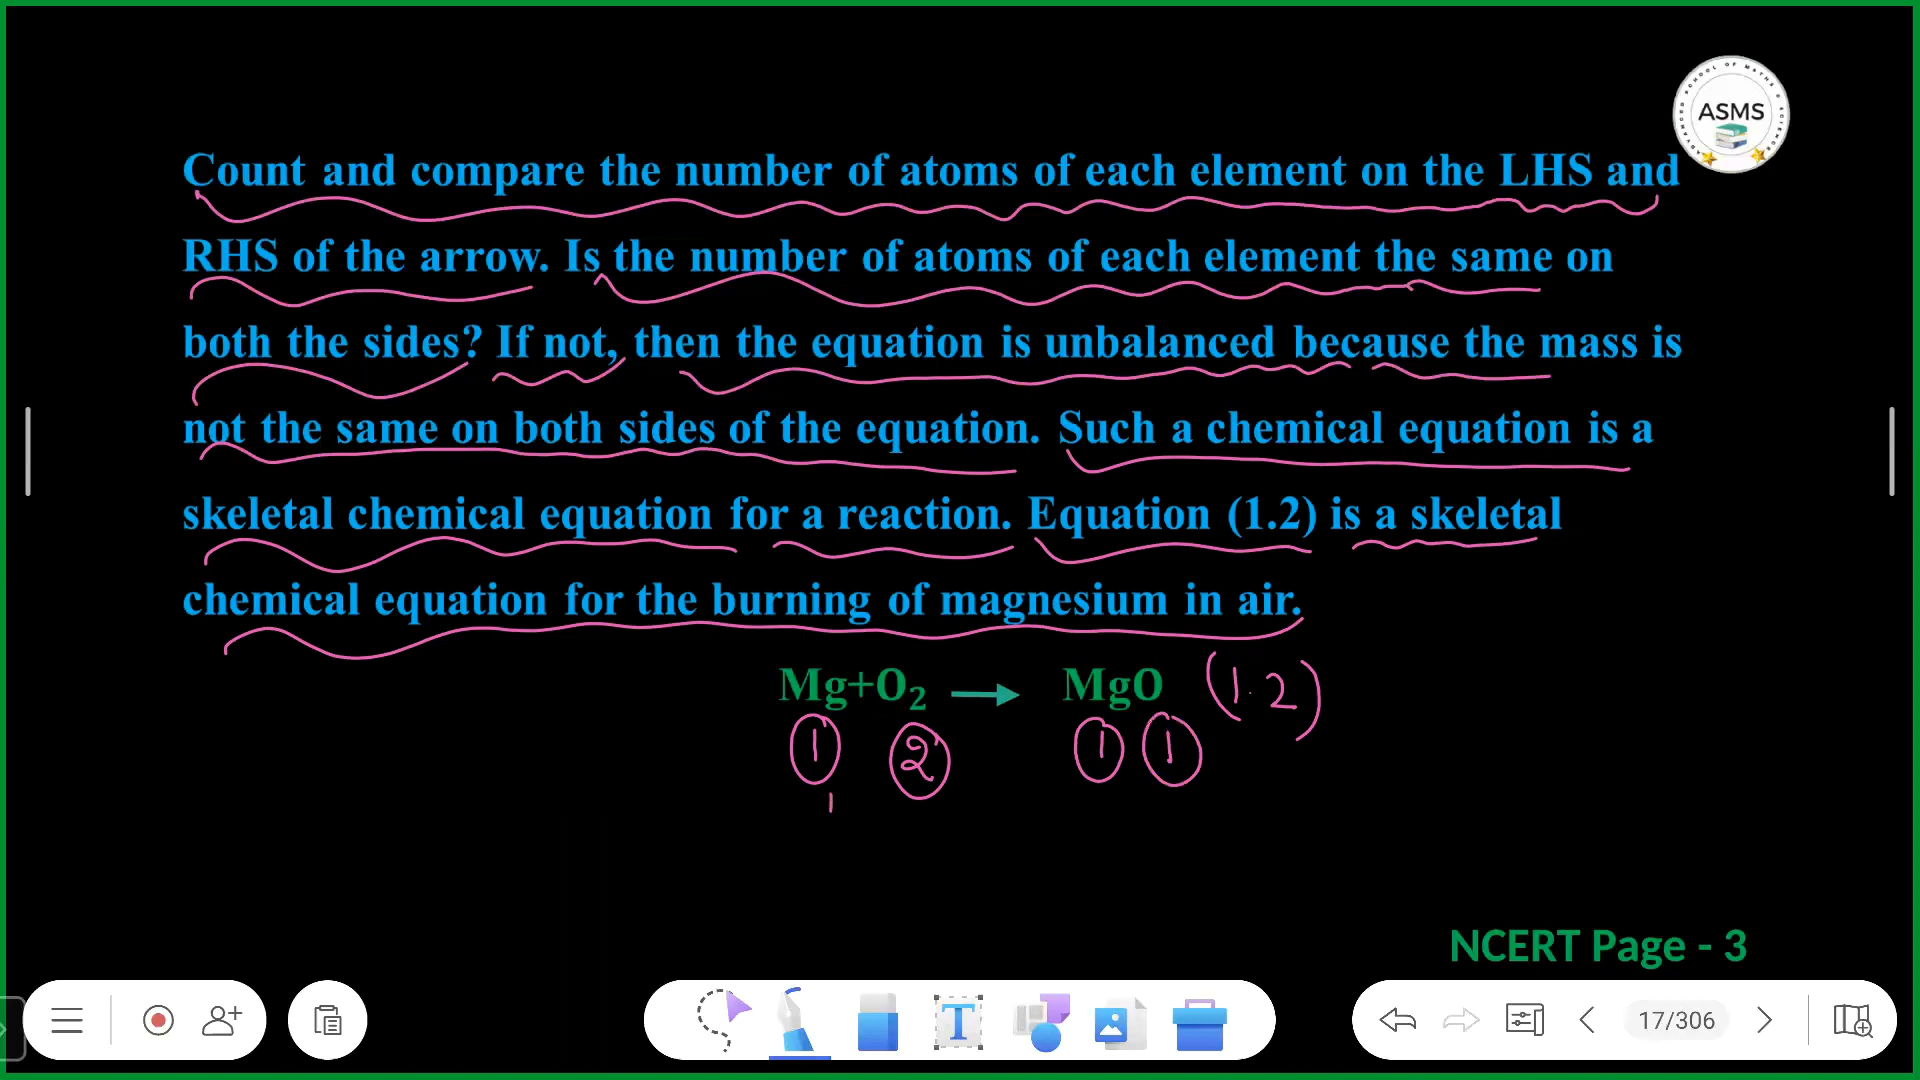 ASMS
Count and compare the number of atoms of each element on the LHS and
RHS of the arrow. Is the number of atoms of each element the same on
both the sides? If not, then the equation is unbalanced because the mass is
not the same on both sides of the equation. Such a chemical equation is a
skeletal chemical equation for a reaction. Equation (1.2) is a skeletal
chemical equation for the burning of magnesium in air.
Mg+O₂ → MgO (1.2)
1 2 1 1
NCERT Page - 3
T
17/306